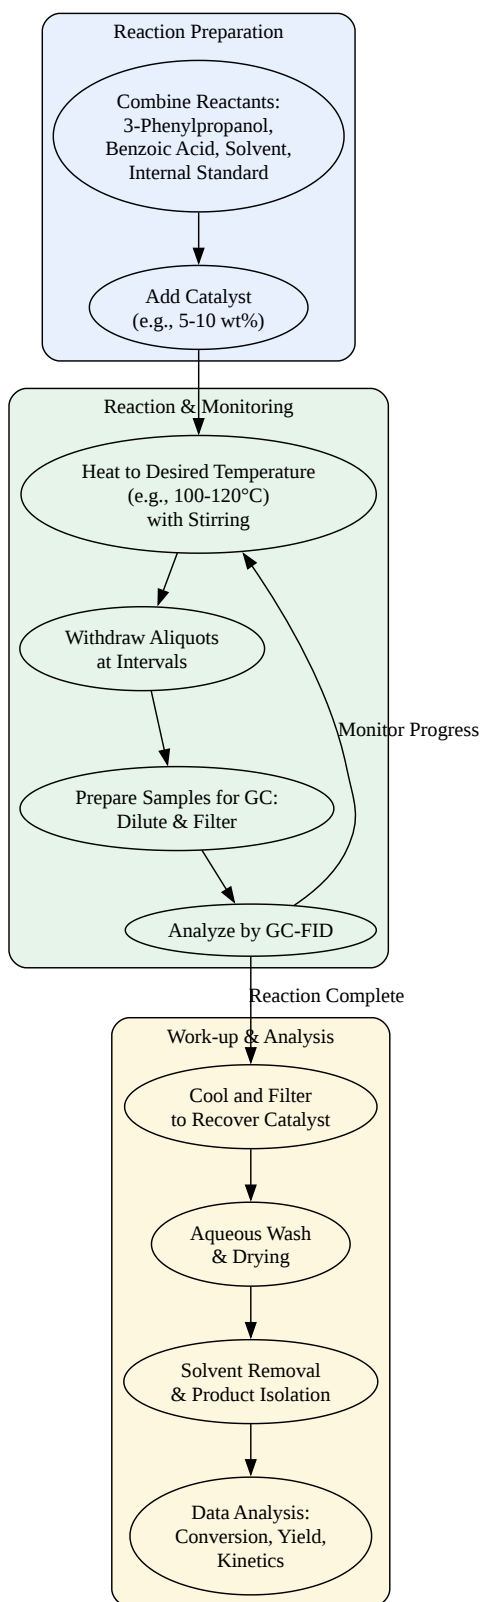 Reaction Preparation
Combine Reactants:
3-Phenylpropanol,
Benzoic Acid, Solvent,
Internal Standard
Add Catalyst
(e.g., 5-10 wt%)
Reaction & Monitoring
Heat to Desired Temperature
(e.g., 100-120°C)
with Stirring
Withdraw Aliquots
at Intervals
Monitor Progress
Prepare Samples for GC:
Dilute & Filter
Analyze by GC-FID
Reaction Complete
Work-up & Analysis
Cool and Filter
to Recover Catalyst
Aqueous Wash
& Drying
Solvent Removal
& Product Isolation
Data Analysis:
Conversion, Yield,
Kinetics